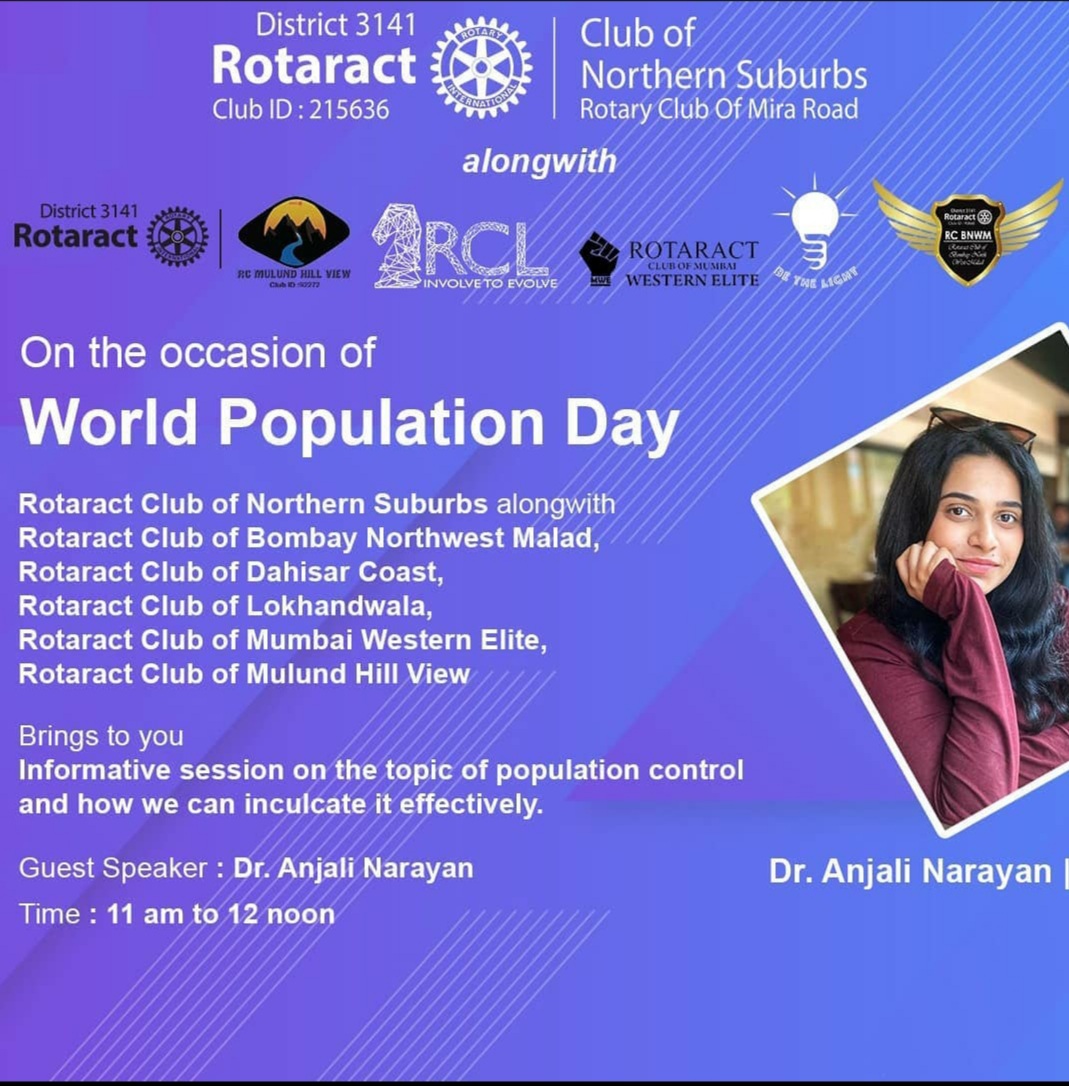 District 3141
Rotaract
Club ID : 215636
ROTARY
INTERNATIONAL
Club of
Northern Suburbs
Rotary Club Of Mira Road
alongwith
District 3141
Rotaract
RC MULUND HILL VIEW
RCL
INVOLVE TO EVOLVE
MWE
ROTARACT
CLUB OF MUMBAI
WESTERN ELITE
BE THE LIGHT
District 3141
Rotaract
RC BNWM
On the occasion of
World Population Day
Rotaract Club of Northern Suburbs alongwith
Rotaract Club of Bombay Northwest Malad,
Rotaract Club of Dahisar Coast,
Rotaract Club of Lokhandwala,
Rotaract Club of Mumbai Western Elite,
Rotaract Club of Mulund Hill View
Brings to you
Informative session on the topic of population control
and how we can inculcate it effectively.
Guest Speaker : Dr. Anjali Narayan
Time : 11 am to 12 noon
Dr. Anjali Narayan |